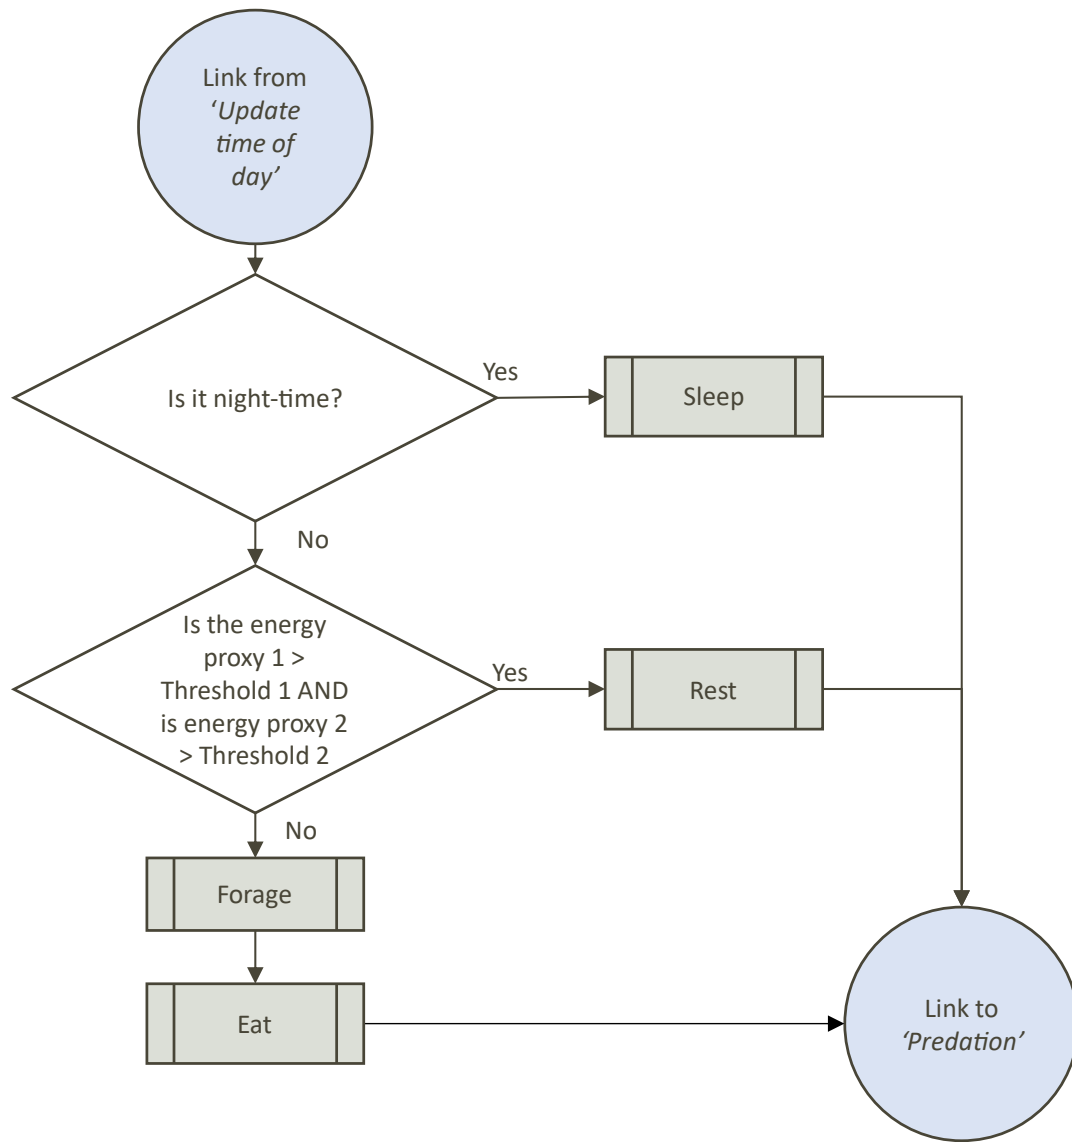 Link from
‘Update
time of
day’
Is it night-time?
Yes
Sleep
No
Is the energy
proxy 1 >
Threshold 1 AND
is energy proxy 2
> Threshold 2
Yes
Rest
No
Forage
Eat
Link to
‘Predation’